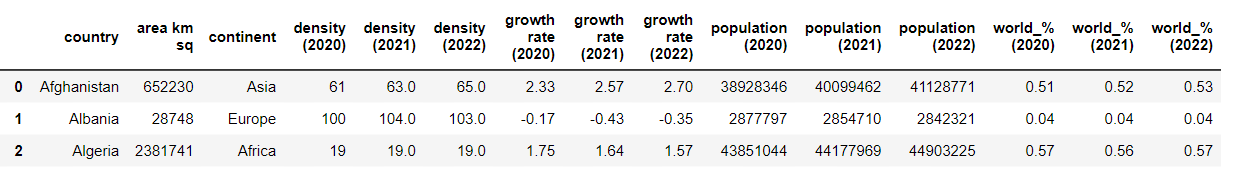 country area km sq continent density (2020) density (2021) density (2022) growth rate (2020) growth rate (2021) growth rate (2022) population (2020) population (2021) population (2022) world_% (2020) world_% (2021) world_% (2022)
0 Afghanistan 652230 Asia 61 63.0 65.0 2.33 2.57 2.70 38928346 40099462 41128771 0.51 0.52 0.53
1 Albania 28748 Europe 100 104.0 103.0 -0.17 -0.43 -0.35 2877797 2854710 2842321 0.04 0.04 0.04
2 Algeria 2381741 Africa 19 19.0 19.0 1.75 1.64 1.57 43851044 44177969 44903225 0.57 0.56 0.57